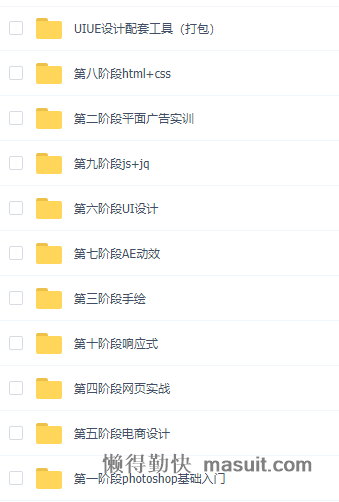 UIUE设计配套工具（打包）
第八阶段html+css
第二阶段平面广告实训
第九阶段js+jq
第六阶段UI设计
第七阶段AE动效
第三阶段手绘
第十阶段响应式
第四阶段网页实战
第五阶段电商设计
懒得勤快 masuit.com
第一阶段photoshop基础入门